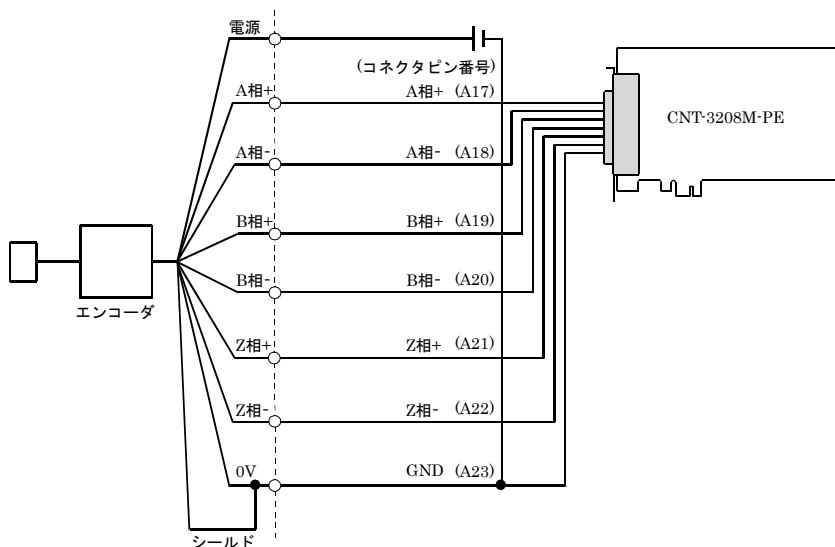 電源
(コネクタピン番号)
A相+ A相+ (A17)
CNT-3208M-PE
A相- A相- (A18)
B相+ B相+ (A19)
B相- B相- (A20)
エンコーダ
Z相+ Z相+ (A21)
Z相- Z相- (A22)
0V GND (A23)
シールド